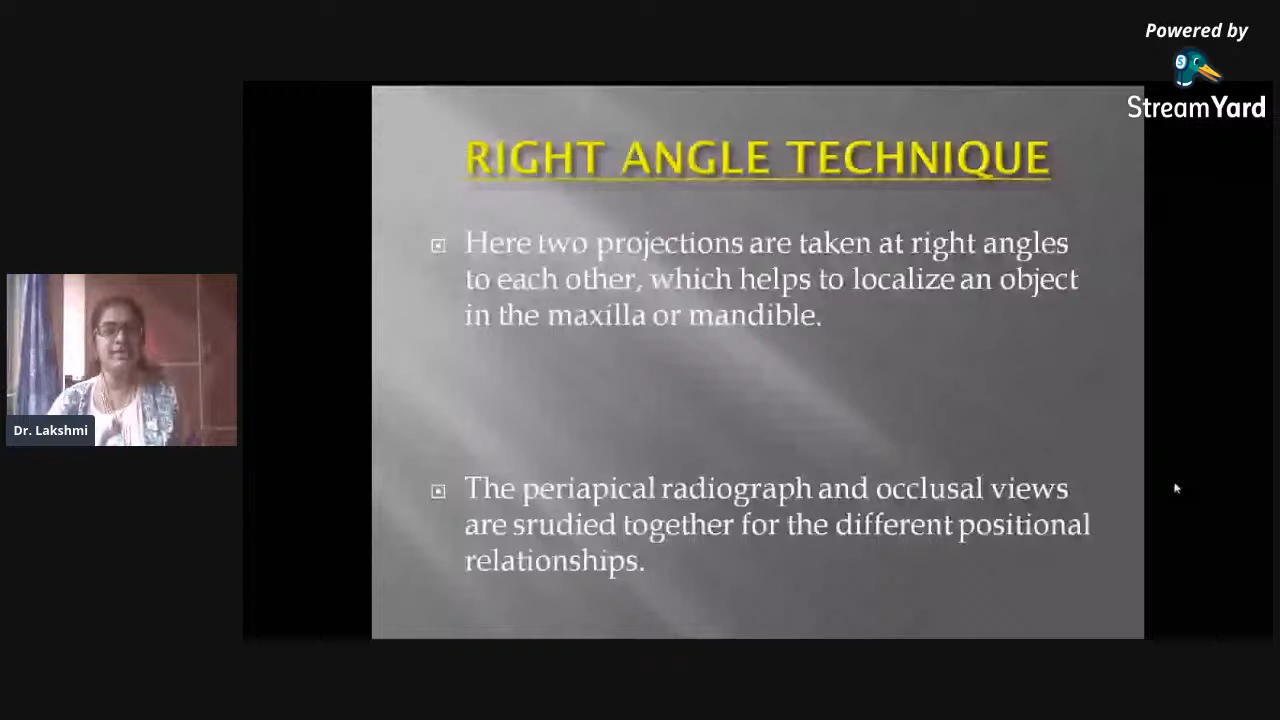 Powered by
StreamYard
RIGHT ANGLE TECHNIQUE
Here two projections are taken at right angles
to each other, which helps to localize an object
in the maxilla or mandible.
Dr. Lakshmi
The periapical radiograph and occlusal views
are srudied together for the different positional
relationships.